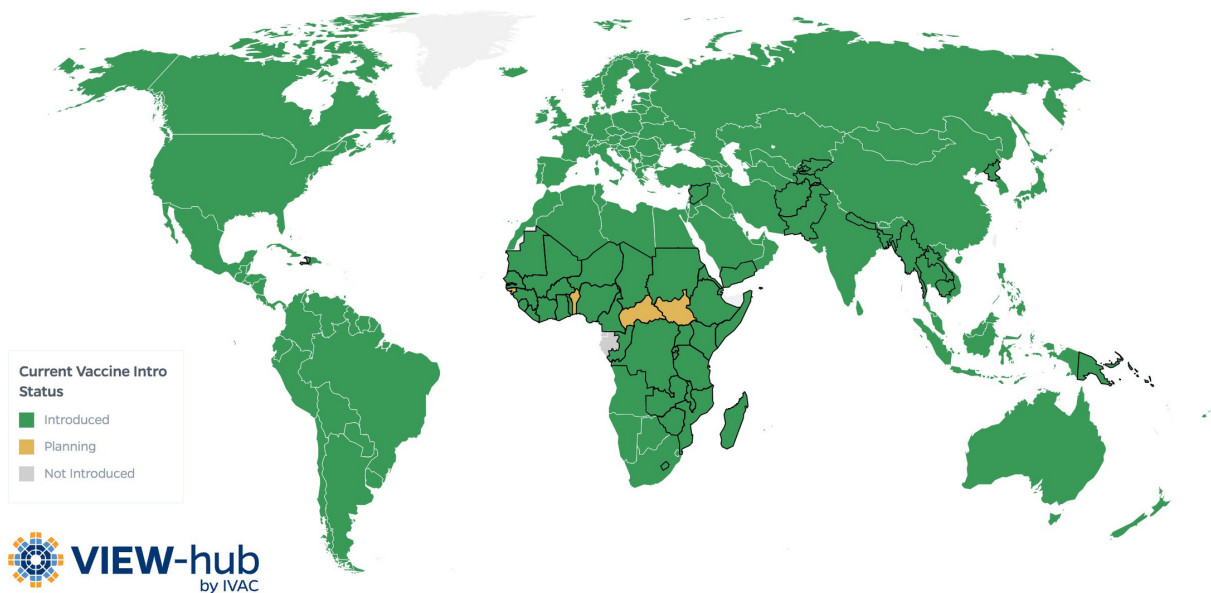 Current Vaccine Intro
Status
Introduced
Planning
Not Introduced
VIEW-hub
by IVAC